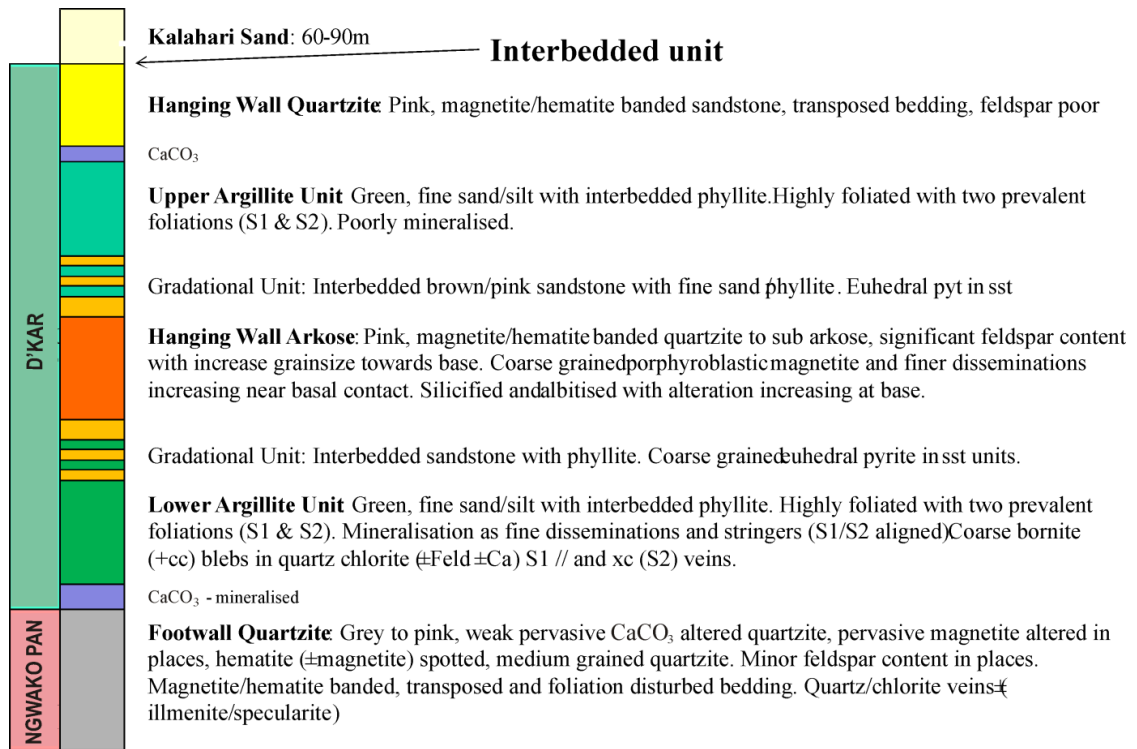 Kalahari Sand: 60-90m
Interbedded unit
Hanging Wall Quartzite: Pink, magnetite/hematite banded sandstone, transposed bedding, feldspar poor
CaCO₃
Upper Argillite Unit: Green, fine sand/silt with interbedded phyllite.Highly foliated with two prevalent
foliations (S1 & S2). Poorly mineralised.
Gradational Unit: Interbedded brown/pink sandstone with fine sand /phyllite. Euhedral pyt in sst
Hanging Wall Arkose: Pink, magnetite/hematite banded quartzite to sub arkose, significant feldspar content
with increase grainsize towards base. Coarse grained porphyroblastic magnetite and finer disseminations
increasing near basal contact. Silicified and albitised with alteration increasing at base.
Gradational Unit: Interbedded sandstone with phyllite. Coarse grained euhedral pyrite in sst units.
Lower Argillite Unit: Green, fine sand/silt with interbedded phyllite. Highly foliated with two prevalent
foliations (S1 & S2). Mineralisation as fine disseminations and stringers (S1/S2 aligned)Coarse bornite
(+cc) blebs in quartz chlorite (±Feld ±Ca) S1 // and xc (S2) veins.
CaCO₃ - mineralised
Footwall Quartzite: Grey to pink, weak pervasive CaCO₃ altered quartzite, pervasive magnetite altered in
places, hematite (±magnetite) spotted, medium grained quartzite. Minor feldspar content in places.
Magnetite/hematite banded, transposed and foliation disturbed bedding. Quartz/chlorite veins (±
illmenite/specularite)
D'KAR
NGWAKO PAN